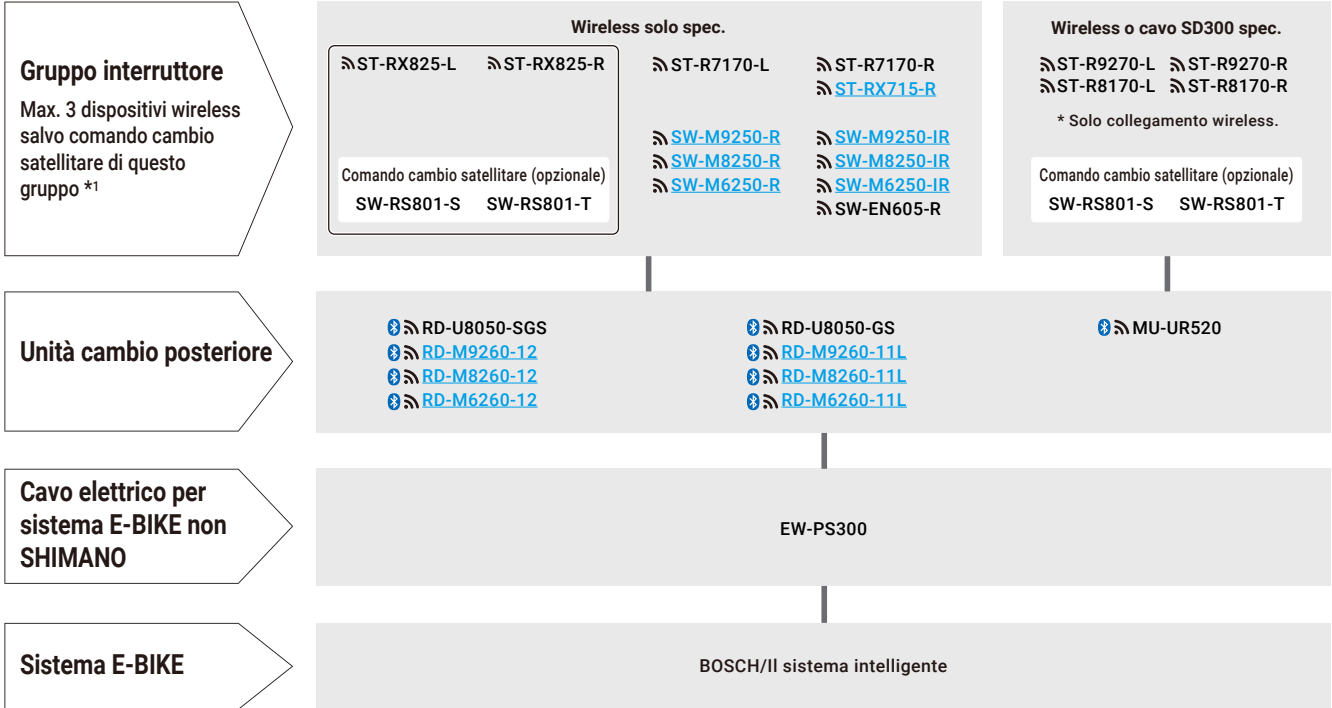 Gruppo interruttore
Max. 3 dispositivi wireless
salvo comando cambio
satellitare di questo
gruppo *1
Wireless solo spec.
ST-RX825-L ST-RX825-R
Comando cambio satellitare (opzionale)
SW-RS801-S SW-RS801-T
ST-R7170-L ST-R7170-R
ST-RX715-R
SW-M9250-R SW-M9250-IR
SW-M8250-R SW-M8250-IR
SW-M6250-R SW-M6250-IR
SW-EN605-R
Wireless o cavo SD300 spec.
ST-R9270-L ST-R9270-R
ST-R8170-L ST-R8170-R
* Solo collegamento wireless.
Comando cambio satellitare (opzionale)
SW-RS801-S SW-RS801-T
Unità cambio posteriore
RD-U8050-SGS RD-U8050-GS MU-UR520
RD-M9260-12 RD-M9260-11L
RD-M8260-12 RD-M8260-11L
RD-M6260-12 RD-M6260-11L
Cavo elettrico per
sistema E-BIKE non
SHIMANO
EW-PS300
Sistema E-BIKE
BOSCH/Il sistema intelligente